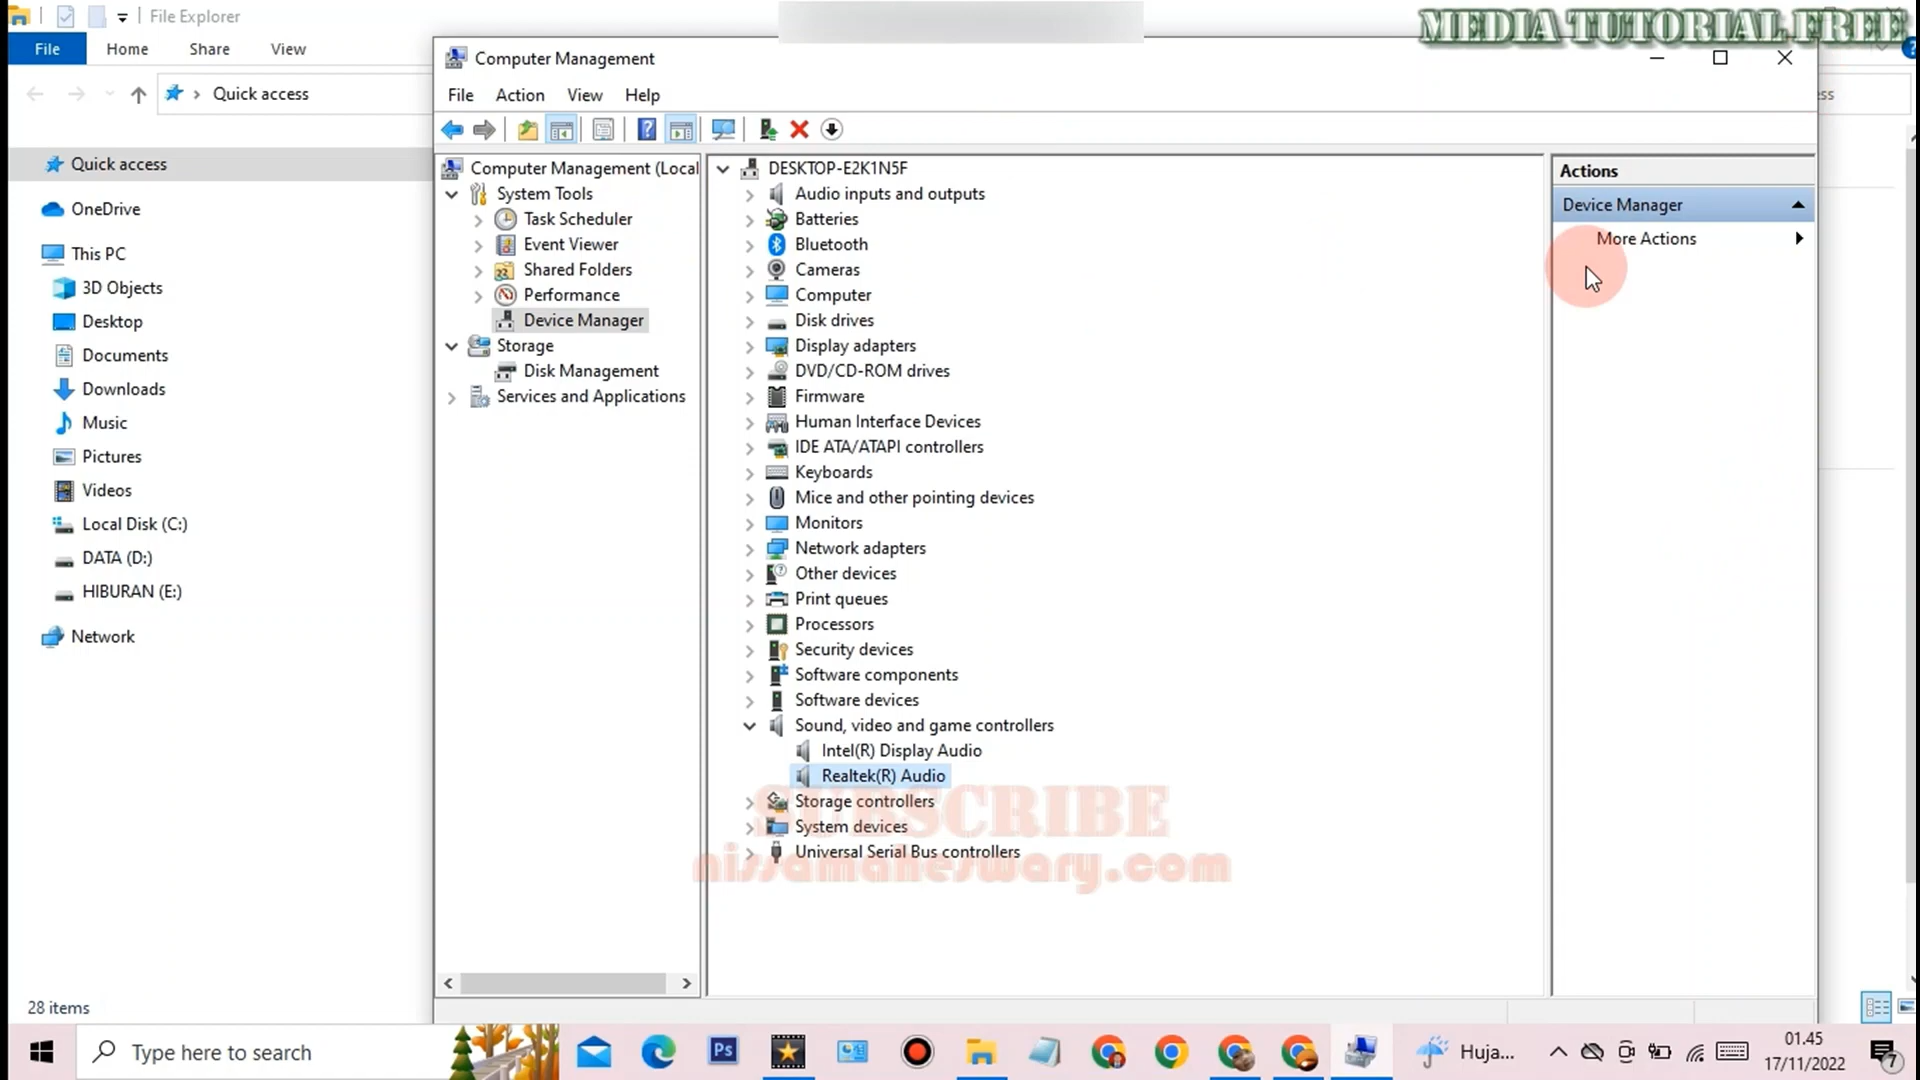 File Explorer
MEDIA TUTORIAL FREE
File
Home
Share
View
Quick access
Quick access
OneDrive
This PC
3D Objects
Desktop
Documents
Downloads
Music
Pictures
Videos
Local Disk (C:)
DATA (D:)
HIBURAN (E:)
Network
28 items
Computer Management
File
Action
View
Help
Computer Management (Local
System Tools
Task Scheduler
Event Viewer
Shared Folders
Performance
Device Manager
Storage
Disk Management
Services and Applications
DESKTOP-E2K1N5F
Audio inputs and outputs
Batteries
Bluetooth
Cameras
Computer
Disk drives
Display adapters
DVD/CD-ROM drives
Firmware
Human Interface Devices
IDE ATA/ATAPI controllers
Keyboards
Mice and other pointing devices
Monitors
Network adapters
Other devices
Print queues
Processors
Security devices
Software components
Software devices
Sound, video and game controllers
Intel(R) Display Audio
Realtek(R) Audio
Storage controllers
System devices
Universal Serial Bus controllers
SUBSCRIBE
nissamaheswary.com
Actions
Device Manager
More Actions
ss
Type here to search
Ps
Huja...
01.45
17/11/2022
7